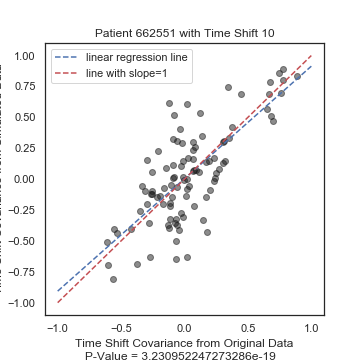 Patient 662551 with Time Shift 10
linear regression line
line with slope=1
1.00
0.75
0.50
0.25
0.00
−0.25
−0.50
−0.75
−1.00
−1.0
−0.5
0.0
0.5
1.0
Time Shift Covariance from Original Data
P-Value = 3.230952247273286e-19